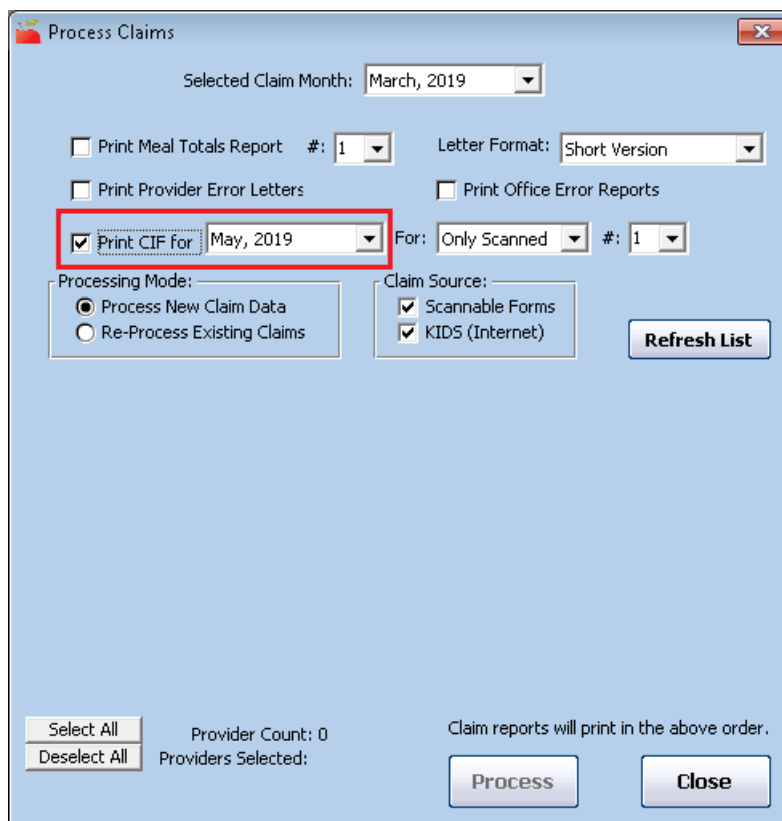 Process Claims
Selected Claim Month: March, 2019
Print Meal Totals Report #: 1 Letter Format: Short Version
Print Provider Error Letters Print Office Error Reports
Print CIF for May, 2019 For: Only Scanned #: 1
Processing Mode: Claim Source:
Process New Claim Data Scannable Forms
Re-Process Existing Claims KIDS (Internet)
Refresh List
Select All Provider Count: 0 Claim reports will print in the above order.
Deselect All Providers Selected:
Process Close